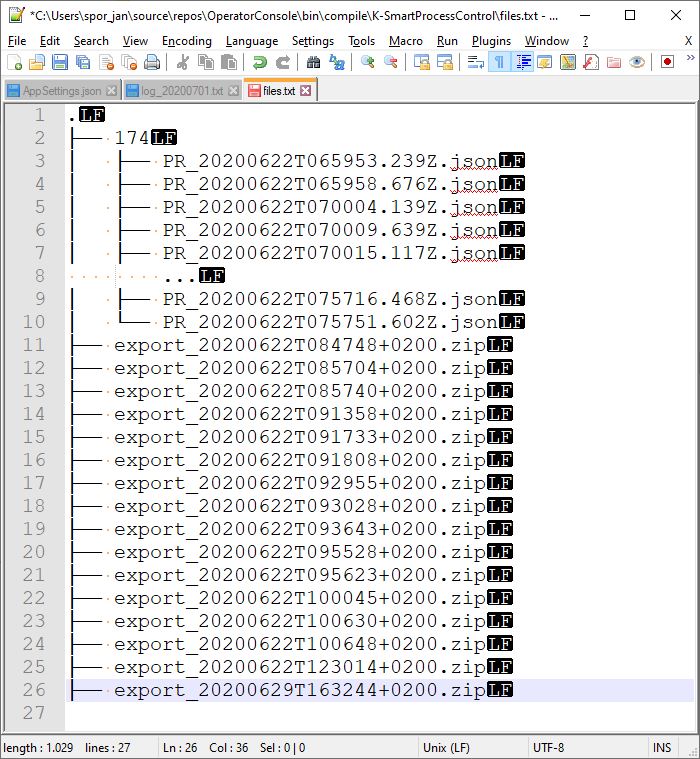 *C:\Users\spor_jan\source\repos\OperatorConsole\bin\compile\K-SmartProcessControl\files.txt - ...
File Edit Search View Encoding Language Settings Tools Macro Run Plugins Window ? X
AppSettings.json log_20200701.txt files.txt
1 .LF
2 ├── 174LF
3 │ ├── PR_20200622T065953.239Z.jsonLF
4 │ ├── PR_20200622T065958.676Z.jsonLF
5 │ ├── PR_20200622T070004.139Z.jsonLF
6 │ ├── PR_20200622T070009.639Z.jsonLF
7 │ ├── PR_20200622T070015.117Z.jsonLF
8 ...LF
9 │ ├── PR_20200622T075716.468Z.jsonLF
10 │ └── PR_20200622T075751.602Z.jsonLF
11 ├── export_20200622T084748+0200.zipLF
12 ├── export_20200622T085704+0200.zipLF
13 ├── export_20200622T085740+0200.zipLF
14 ├── export_20200622T091358+0200.zipLF
15 ├── export_20200622T091733+0200.zipLF
16 ├── export_20200622T091808+0200.zipLF
17 ├── export_20200622T092955+0200.zipLF
18 ├── export_20200622T093028+0200.zipLF
19 ├── export_20200622T093643+0200.zipLF
20 ├── export_20200622T095528+0200.zipLF
21 ├── export_20200622T095623+0200.zipLF
22 ├── export_20200622T100045+0200.zipLF
23 ├── export_20200622T100630+0200.zipLF
24 ├── export_20200622T100648+0200.zipLF
25 ├── export_20200622T123014+0200.zipLF
26 ├── export_20200629T163244+0200.zipLF
27
length : 1.029 lines : 27 Ln : 26 Col : 36 Sel : 0 | 0 Unix (LF) UTF-8 INS